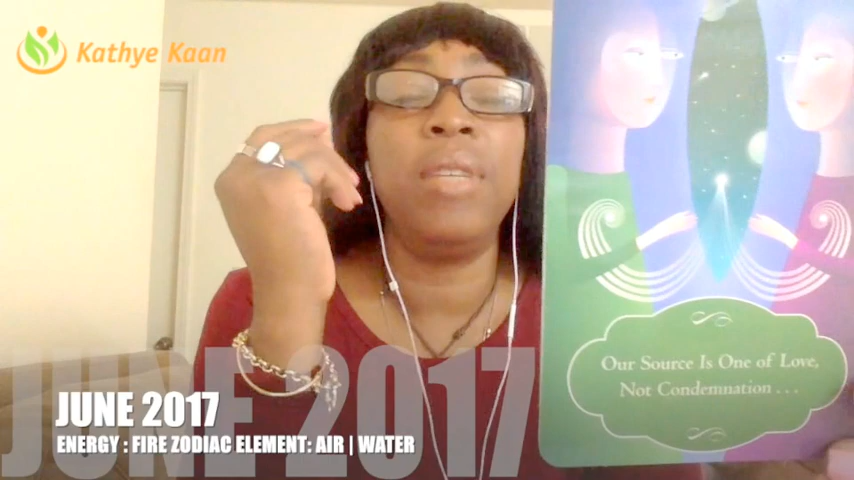 Kathye Kaan
Our Source Is One of Love,
Not Condemnation . . .
JUNE 2017
JUNE 2017
ENERGY : FIRE ZODIAC ELEMENT: AIR | WATER